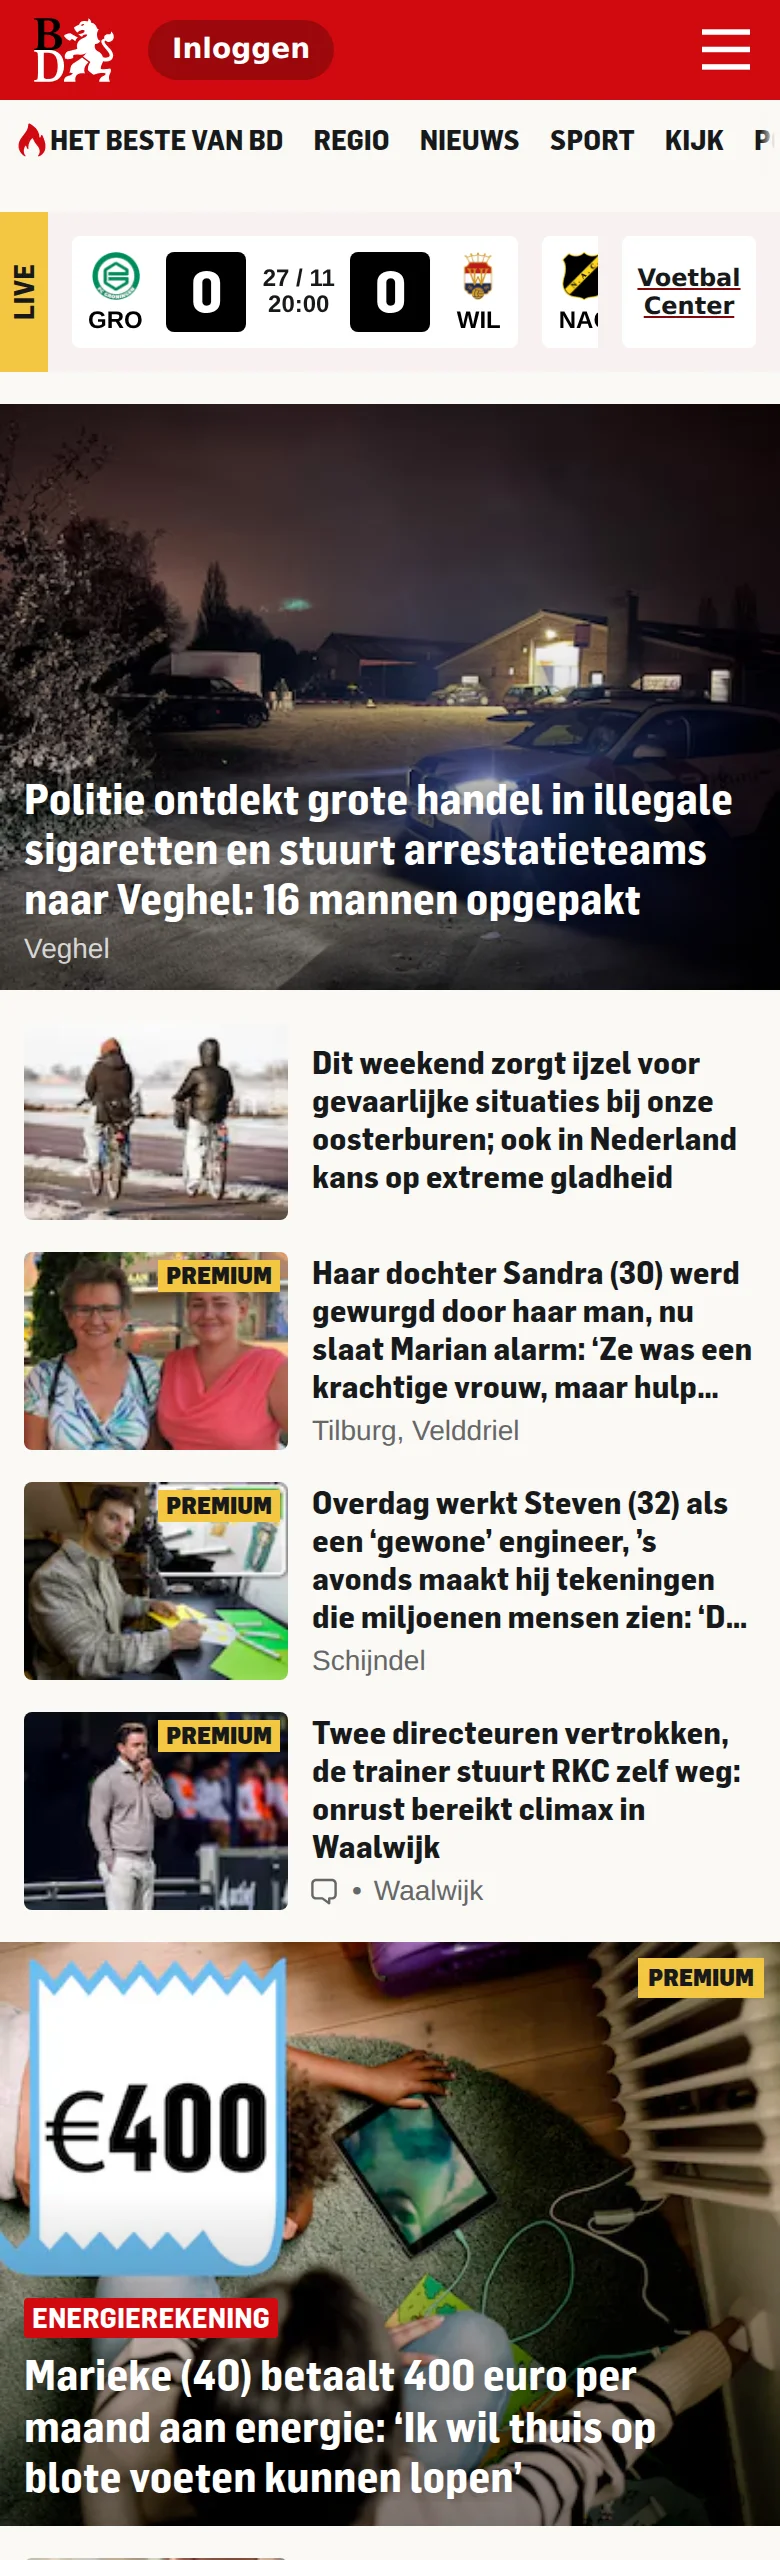 BD
Inloggen
HET BESTE VAN BD REGIO NIEUWS SPORT KIJK
LIVE
GRO
0
27 / 11
20:00
0
WIL
NAC
Voetbal
Center
Politie ontdekt grote handel in illegale
sigaretten en stuurt arrestatieteams
naar Veghel: 16 mannen opgepakt
Veghel
Dit weekend zorgt ijzel voor
gevaarlijke situaties bij onze
oosterburen; ook in Nederland
kans op extreme gladheid
PREMIUM
Haar dochter Sandra (30) werd
gewurgd door haar man, nu
slaat Marian alarm: ‘Ze was een
krachtige vrouw, maar hulp...
Tilburg, Velddriel
PREMIUM
Overdag werkt Steven (32) als
een ‘gewone’ engineer, ’s
avonds maakt hij tekeningen
die miljoenen mensen zien: ‘D...
Schijndel
PREMIUM
Twee directeuren vertrokken,
de trainer stuurt RKC zelf weg:
onrust bereikt climax in
Waalwijk
• Waalwijk
PREMIUM
€400
ENERGIEREKENING
Marieke (40) betaalt 400 euro per
maand aan energie: ‘Ik wil thuis op
blote voeten kunnen lopen’